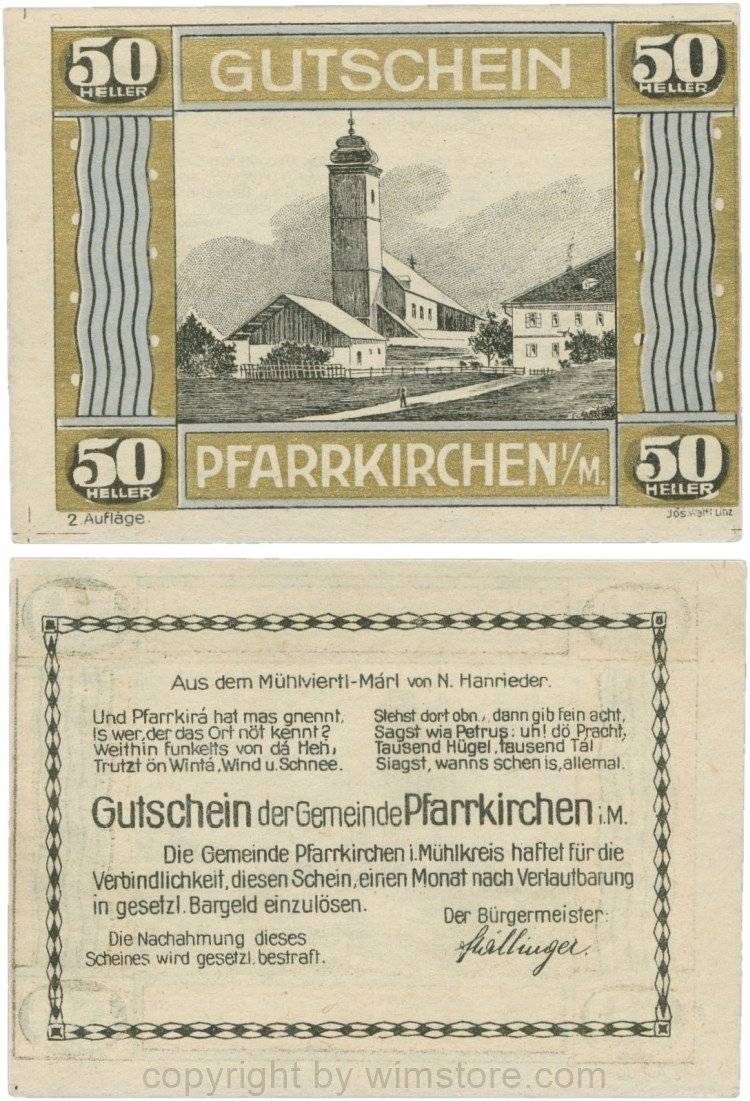 50 HELLER
GUTSCHEIN
50 HELLER
50 HELLER
PFARRKIRCHEN I/M.
50 HELLER
2. Auflage.
Jos. Linz
Aus dem Mühlviertl-Márl von N. Hanrieder.
Und Pfarrkirá hat mas gnennt,
Is wer, der das Ort nöt kennt?
Weithin funkelts von dá Heh,
Trutzt ön Wintá, Wind u. Schnee.
Stehst dort obn, dann gib fein acht,
Sagst wia Petrus: uh! dö Pracht,
Tausend Hügel, tausend Tál
Siagst, wanns schen is, allemal.
Gutschein der Gemeinde Pfarrkirchen i.M.
Die Gemeinde Pfarrkirchen i. Mühlkreis haftet für die
Verbindlichkeit, diesen Schein, einen Monat nach Verlautbarung
in gesetzl. Bargeld einzulösen.
Der Bürgermeister:
Die Nachahmung dieses
Scheines wird gesetzl. bestraft.
copyright by wimstore.com